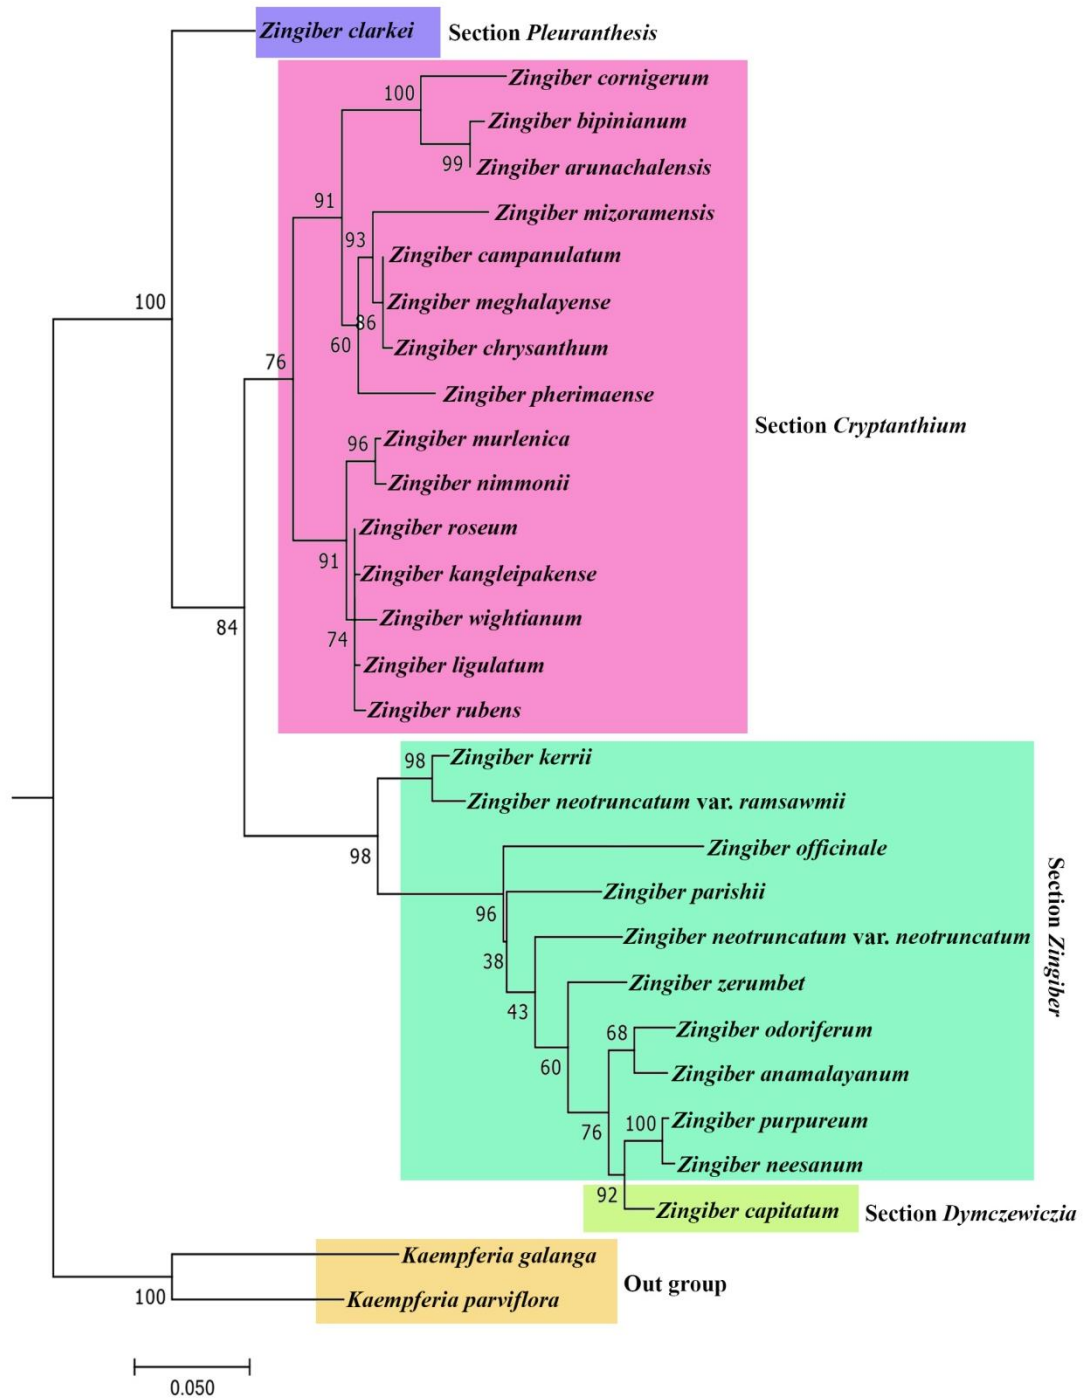 Zingiber clarkei
Section Pleuranthesis
Zingiber cornigerum
100
Zingiber bipinianum
99
Zingiber arunachalensis
91
Zingiber mizoramensis
93
Zingiber campanulatum
100
Zingiber meghalayense
86
60
Zingiber chrysanthum
76
Zingiber pherimaense
Section Cryptanthium
96
Zingiber murlenica
Zingiber nimmonii
Zingiber roseum
91
Zingiber kangleipakense
84
Zingiber wightianum
74
Zingiber ligulatum
Zingiber rubens
98
Zingiber kerrii
Zingiber neotruncatum var. ramsawmii
98
Zingiber officinale
Zingiber parishii
96
Zingiber neotruncatum var. neotruncatum
Section Zingiber
38
Zingiber zerumbet
43
68
Zingiber odoriferum
60
Zingiber anamalayanum
76
100
Zingiber purpureum
Zingiber neesanum
92
Zingiber capitatum
Section Dymczewiczia
Kaempferia galanga
Out group
100
Kaempferia parviflora
0.050